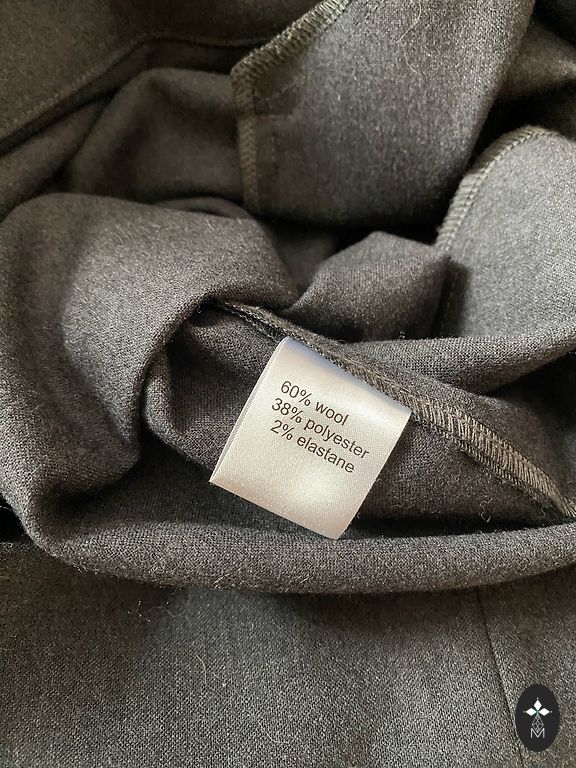 60% wool
38% polyester
2% elastane
M